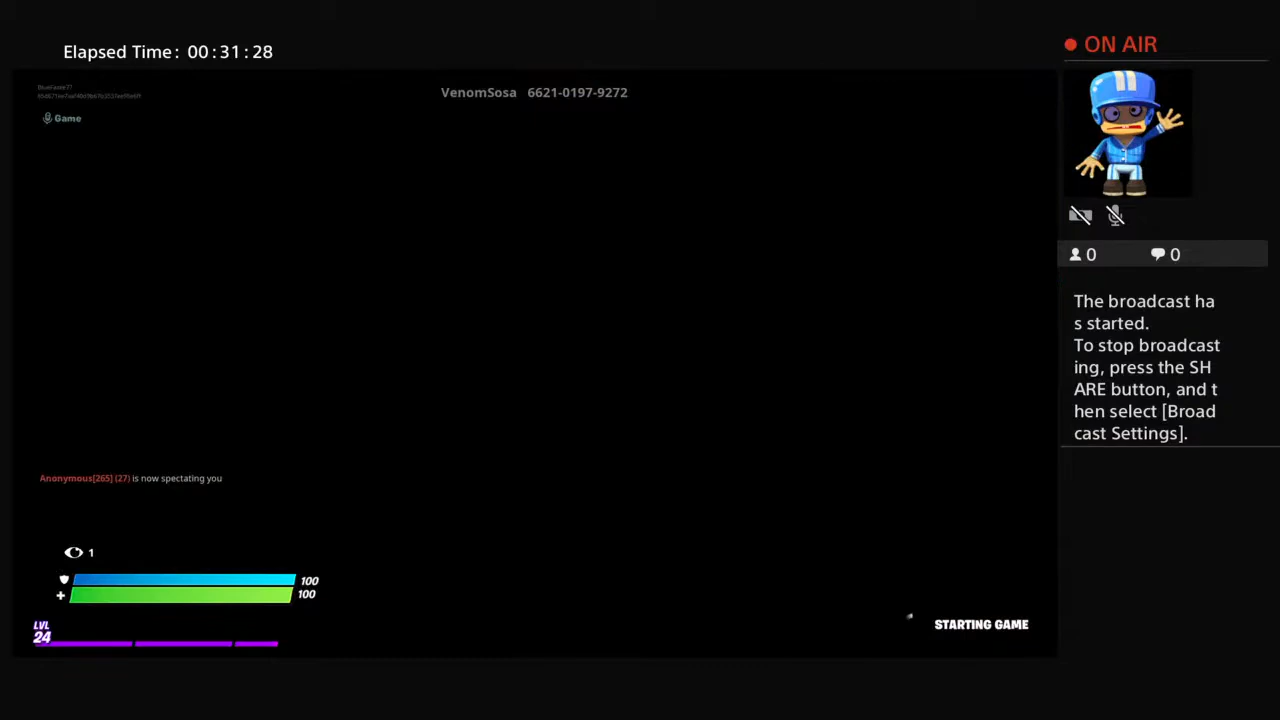 Elapsed Time: 00:31:28
ON AIR
VenomSosa 6621-0197-9272
Game
0 0
The broadcast ha
s started.
To stop broadcast
ing, press the SH
ARE button, and t
hen select [Broad
cast Settings].
Anonymous[265] (27) is now spectating you
1
100
100
LVL
24
STARTING GAME